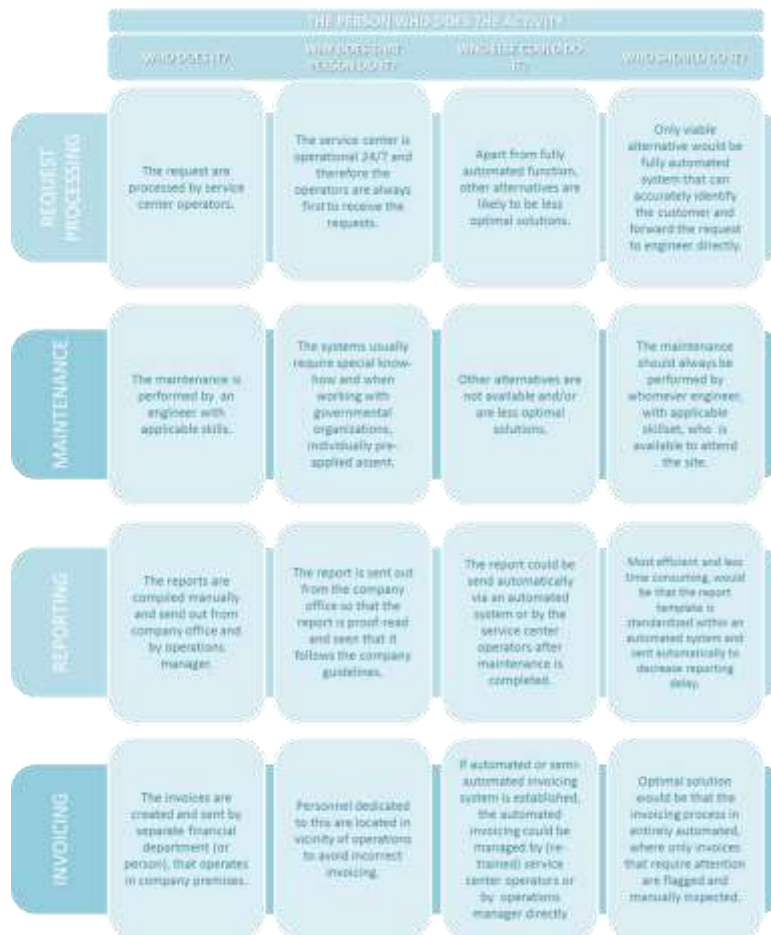 THE PERSON WHO DOES THE ACTIVITY
WHO DOES IT?
WHY DOES THAT
PERSON DO IT?
WHO ELSE COULD DO
IT?
WHO SHOULD DO IT?
REQUEST
PROCESSING
The request are
processed by service
center operators.
The service center is
operational 24/7 and
therefore the
operators are always
first to receive the
requests.
Apart from fully
automated function,
other alternatives are
likely to be less
optimal solutions.
Only viable
alternative would be
fully automated
system that can
accurately identify
the customer and
forward the request
to engineer directly.
MAINTENANCE
The maintenance is
performed by an
engineer with
applicable skills.
The systems usually
require special know-
how and when
working with
governmental
organizations,
individually pre-
applied assent.
Other alternatives are
not available and/or
are less optimal
solutions.
The maintenance
should always be
performed by
whomever engineer,
with applicable
skillset, who is
available to attend
the site.
REPORTING
The reports are
compiled manually
and send out from
company office and
by operations
manager.
The report is sent out
from the company
office so that the
report is proof-read
and seen that it
follows the company
guidelines.
The report could be
send automatically
via an automated
system or by the
service center
operators after
maintenance is
completed.
Most efficient and less
time consuming, would
be that the report
template is
standardized within an
automated system and
sent automatically to
decrease reporting
delay.
INVOICING
The invoices are
created and sent by
separate financial
department (or
person), that operates
in company premises.
Personnel dedicated
to this are located in
vicinity of operations
to avoid incorrect
invoicing.
If automated or semi-
automated invoicing
system is established,
the automated
invoicing could be
managed by (re-
trained) service
center operators or
by operations
manager directly
Optimal solution
would be that the
invoicing process in
entirely automated,
where only invoices
that require attention
are flagged and
manually inspected.